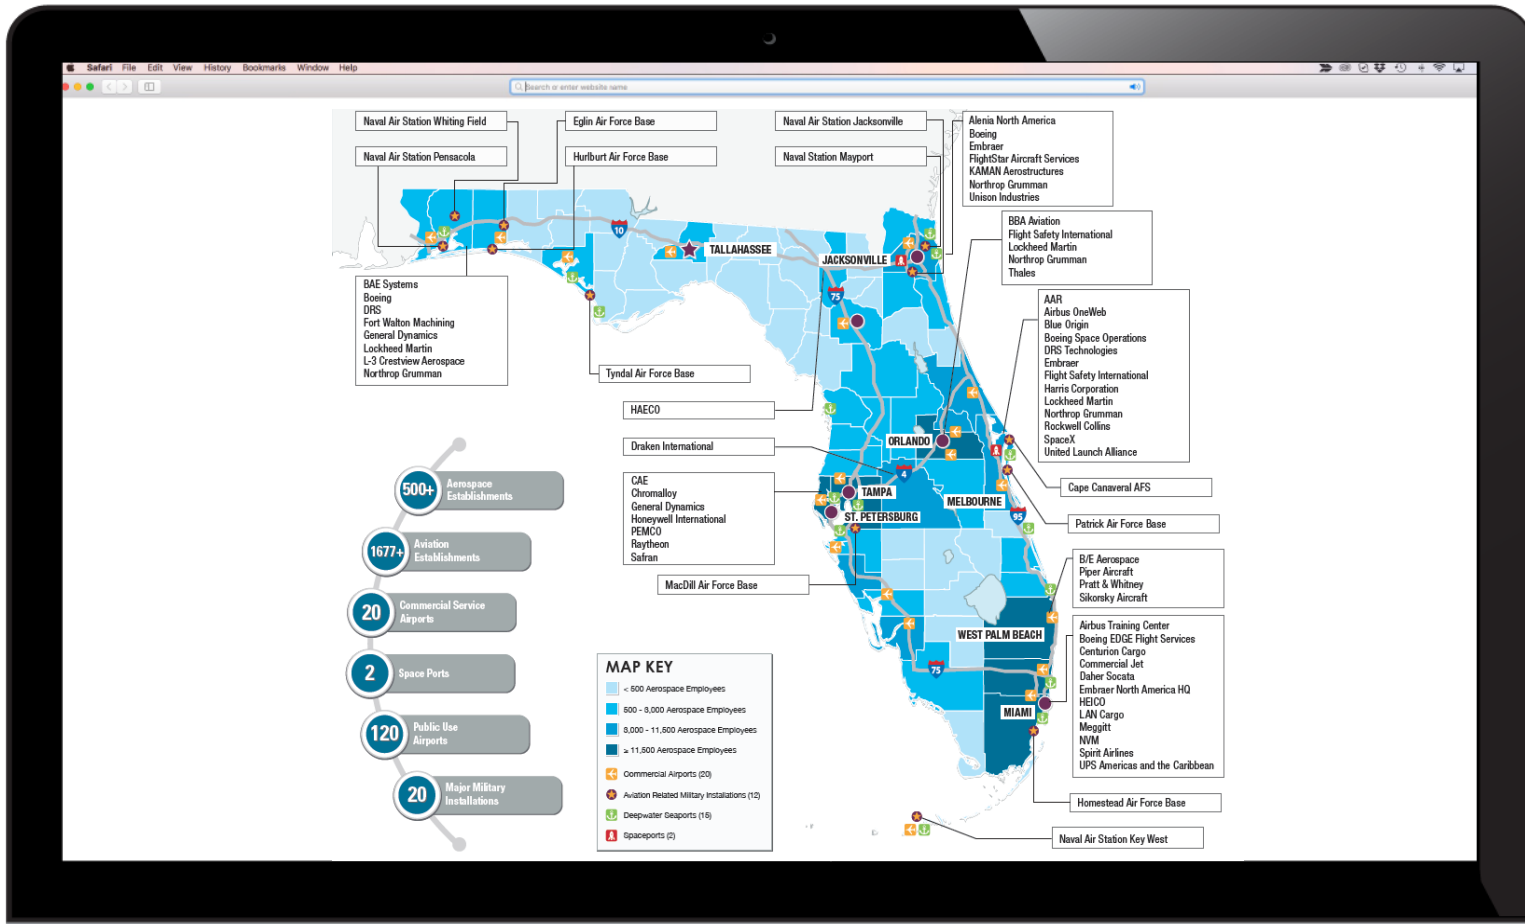 Safari File Edit View History Bookmarks Window Help
Search or enter website name
Naval Air Station Whiting Field
Eglin Air Force Base
Naval Air Station Jacksonville
Naval Air Station Pensacola
Hurlburt Air Force Base
Naval Station Mayport
Alenia North America
Boeing
Embraer
FlightStar Aircraft Services
KAMAN Aerostructures
Northrop Grumman
Unison Industries
BBA Aviation
Flight Safety International
Lockheed Martin
Northrop Grumman
Thales
10
TALLAHASSEE
JACKSONVILLE
75
BAE Systems
Boeing
DRS
Fort Walton Machining
General Dynamics
Lockheed Martin
L-3 Crestview Aerospace
Northrop Grumman
AAR
Airbus OneWeb
Blue Origin
Boeing Space Operations
DRS Technologies
Embraer
Flight Safety International
Harris Corporation
Lockheed Martin
Northrop Grumman
Rockwell Collins
SpaceX
United Launch Alliance
Tyndal Air Force Base
HAECO
Draken International
ORLANDO
4
CAE
Chromalloy
General Dynamics
Honeywell International
PEMCO
Raytheon
Safran
TAMPA
ST. PETERSBURG
MELBOURNE
95
Cape Canaveral AFS
Patrick Air Force Base
MacDill Air Force Base
B/E Aerospace
Piper Aircraft
Pratt & Whitney
Sikorsky Aircraft
WEST PALM BEACH
Airbus Training Center
Boeing EDGE Flight Services
Centurion Cargo
Commercial Jet
Daher Socata
Embraer North America HQ
HEICO
LAN Cargo
Meggitt
NVM
Spirit Airlines
UPS Americas and the Caribbean
75
MIAMI
Homestead Air Force Base
Naval Air Station Key West
500+
Aerospace
Establishments
1677+
Aviation
Establishments
20
Commercial Service
Airports
2
Space Ports
120
Public Use
Airports
20
Major Military
Installations
MAP KEY
< 500 Aerospace Employees
500 - 3,000 Aerospace Employees
3,000 - 11,500 Aerospace Employees
≥ 11,500 Aerospace Employees
Commercial Airports (20)
Aviation Related Military Installations (12)
Deepwater Seaports (15)
Spaceports (2)